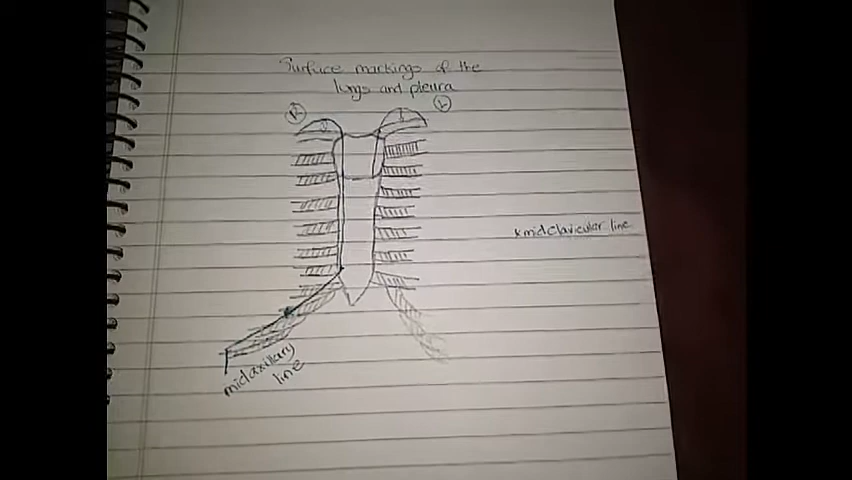 Surface markings of the
lungs and pleura
R
L
x midclavicular line
midaxillary
line